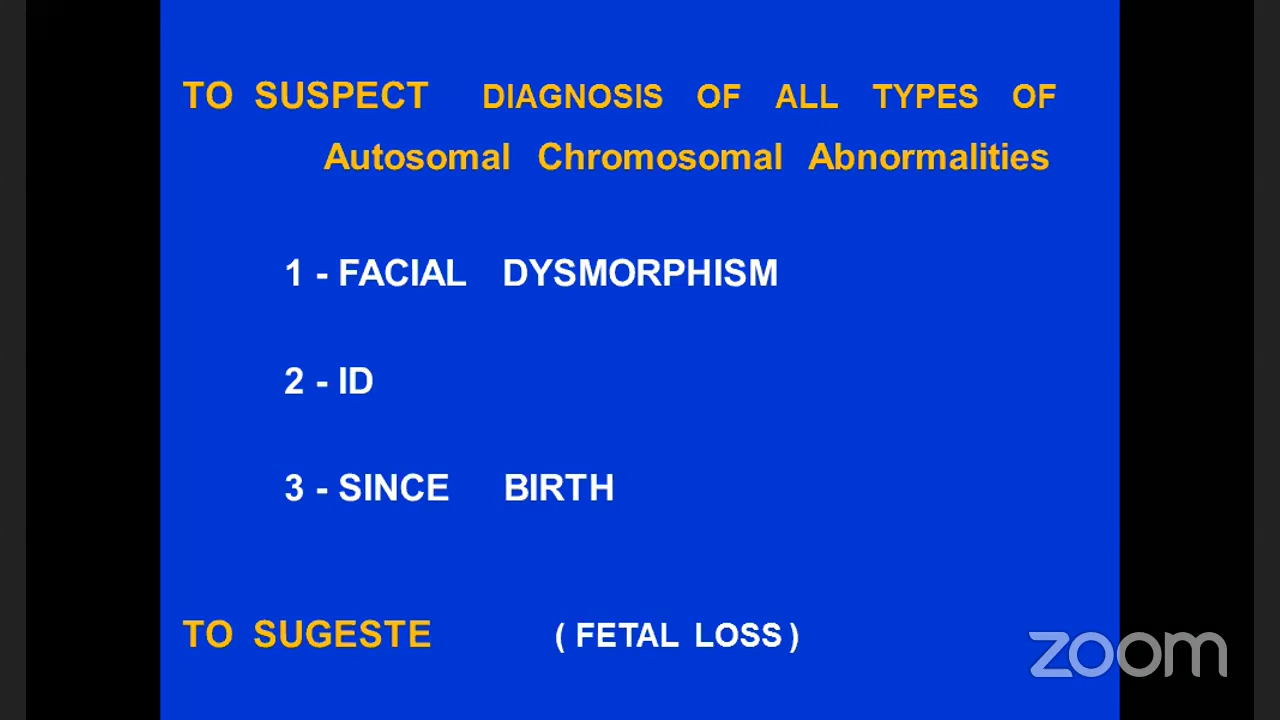 TO SUSPECT DIAGNOSIS OF ALL TYPES OF
Autosomal Chromosomal Abnormalities
1 - FACIAL DYSMORPHISM
2 - ID
3 - SINCE BIRTH
TO SUGESTE ( FETAL LOSS )
zoom